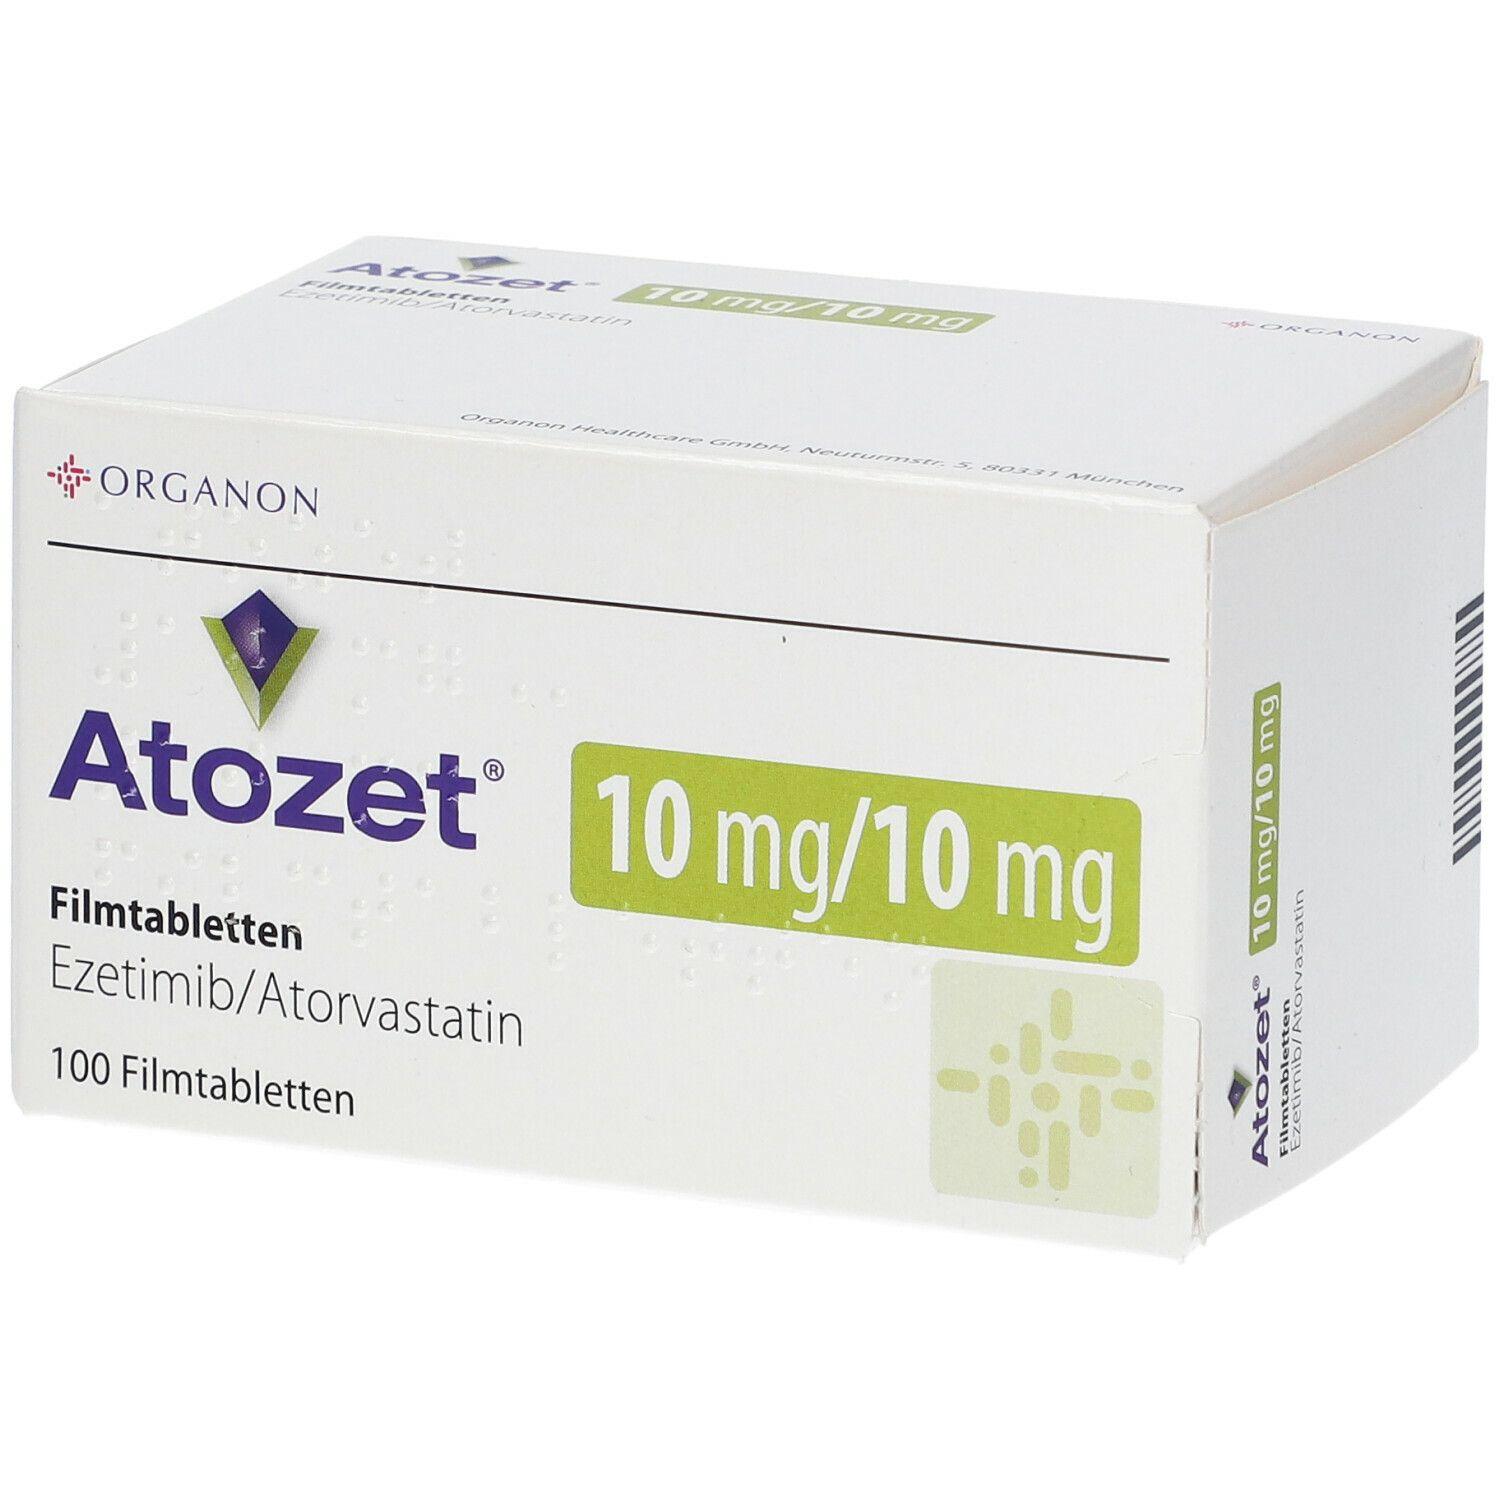 Atozet®
Filmtabletten
Ezetimib/Atorvastatin
10 mg/10 mg
ORGANON
Organon Healthcare GmbH, Neuturmstr. 5, 80331 München
ORGANON
Atozet®
10 mg/10 mg
Filmtabletten
Ezetimib/Atorvastatin
100 Filmtabletten
Atozet®
10 mg/10 mg
Filmtabletten
Ezetimib/Atorvastatin